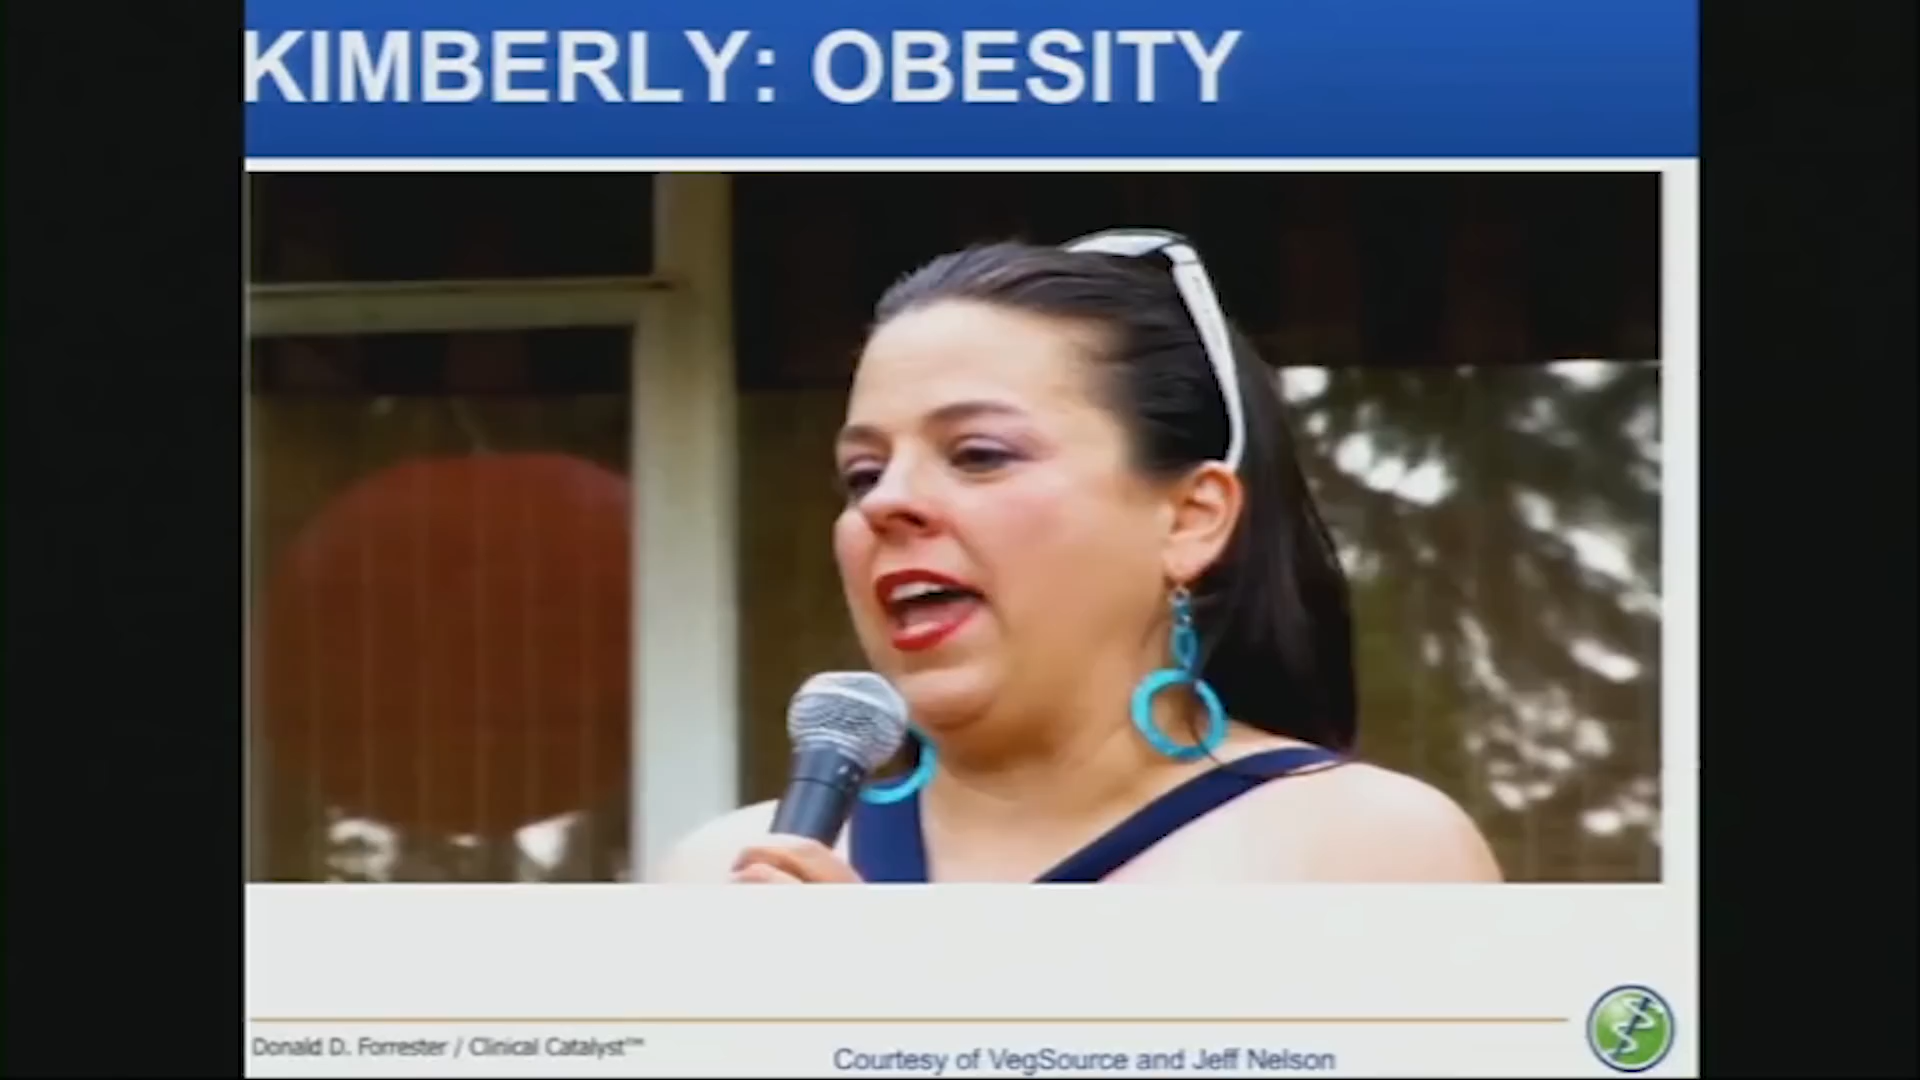 KIMBERLY: OBESITY
Donald D. Forrester / Clinical Catalyst™
Courtesy of VegSource and Jeff Nelson